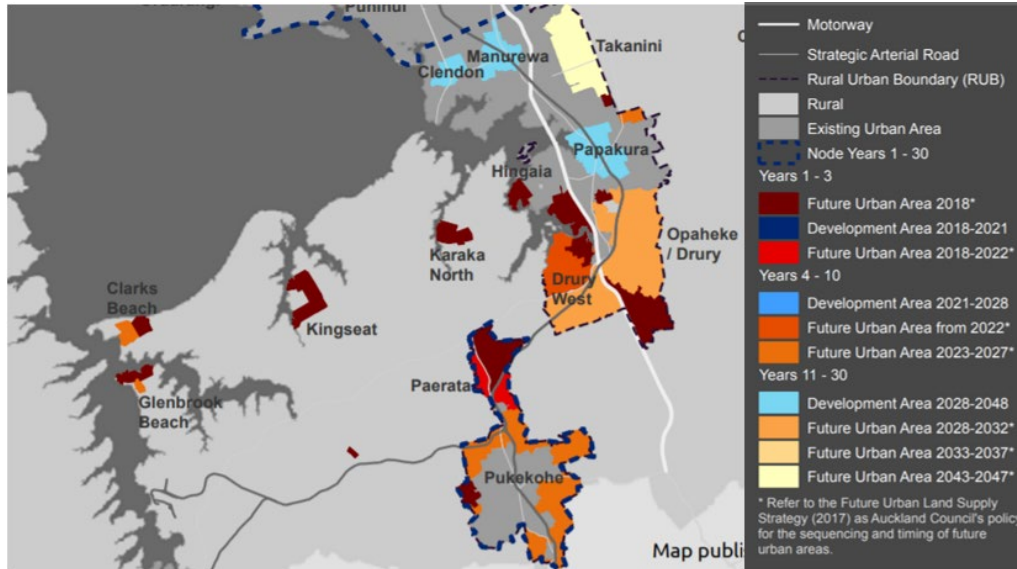 Manurewa
Takanini
Clendon
Papakura
Hingaia
Opaheke
/ Drury
Karaka
North
Drury
West
Clarks
Beach
Kingseat
Paerata
Glenbrook
Beach
Pukekohe
Map
Motorway
Strategic Arterial Road
Rural Urban Boundary (RUB)
Rural
Existing Urban Area
Node Years 1 - 30
Years 1 - 3
Future Urban Area 2018*
Development Area 2018-2021
Future Urban Area 2018-2022*
Years 4 - 10
Development Area 2021-2028
Future Urban Area from 2022*
Future Urban Area 2023-2027*
Years 11 - 30
Development Area 2028-2048
Future Urban Area 2028-2032*
Future Urban Area 2033-2037*
Future Urban Area 2043-2047*
* Refer to the Future Urban Land Supply
Strategy (2017) as Auckland Council's policy
for the sequencing and timing of future
urban areas.